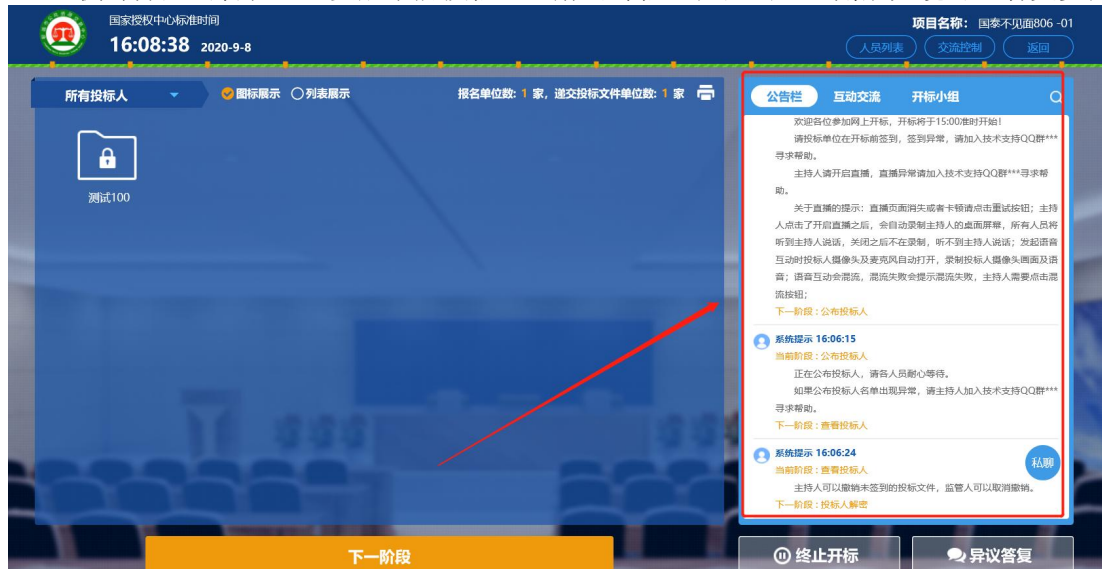 国家授权中心标准时间
16:08:38 2020-9-8
项目名称： 国泰不见面806 -01
人员列表 交流控制 返回
所有投标人 图标展示 列表展示 报名单位数: 1 家，递交投标文件单位数: 1 家
测试100
公告栏 互动交流 开标小组
欢迎各位参加网上开标，开标将于15:00准时开始！
请投标单位在开标前签到，签到异常，请加入技术支持QQ群***
寻求帮助。
主持人请开启直播，直播异常请加入技术支持QQ群***寻求帮
助。
关于直播的提示：直播页面消失或者卡顿请点击重试按钮；主持
人点击了开启直播之后，会自动录制主持人的桌面屏幕，所有人员将
听到主持人说话，关闭之后不在录制，听不到主持人说话；发起语音
互动时投标人摄像头及麦克风自动打开，录制投标人摄像头画面及语
音；语音互动会混流，混流失败会提示混流失败，主持人需要点击混
流按钮；
下一阶段 : 公布投标人
系统提示 16:06:15
当前阶段 : 公布投标人
正在公布投标人，请各人员耐心等待。
如果公布投标人名单出现异常，请主持人加入技术支持QQ群***
寻求帮助。
下一阶段 : 查看投标人
系统提示 16:06:24
当前阶段 : 查看投标人
主持人可以撤销未签到的投标文件，监管人可以取消撤销。
下一阶段 : 投标人解密
私聊
下一阶段
终止开标
异议答复